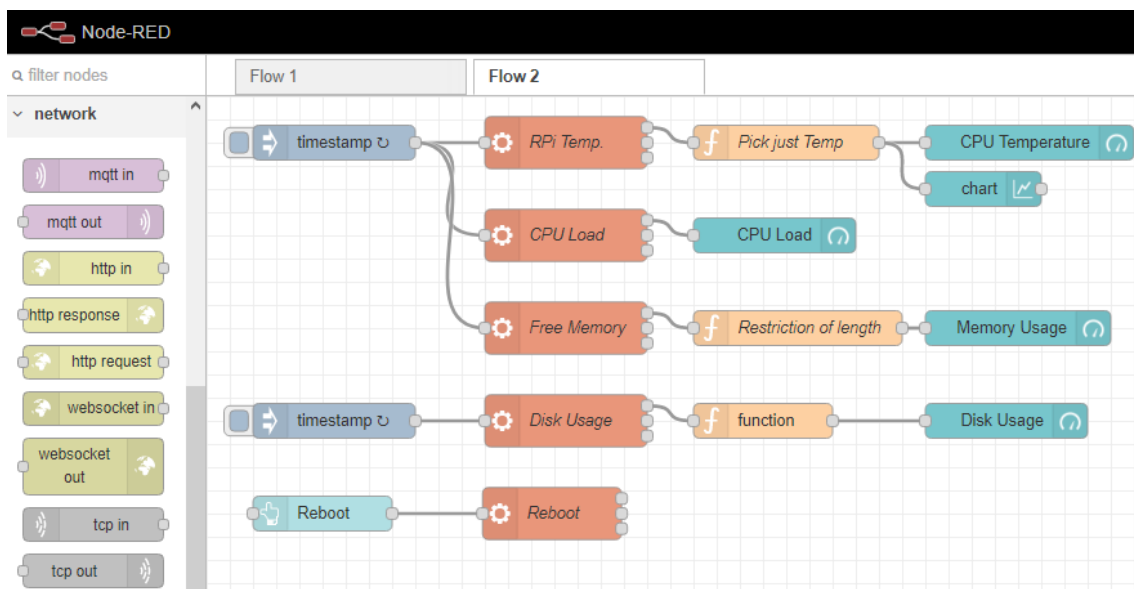 Node-RED
filter nodes
Flow 1
Flow 2
network
mqtt in
mqtt out
http in
http response
http request
websocket in
websocket
out
tcp in
tcp out
timestamp ↻
RPi Temp.
Pick just Temp
CPU Temperature
chart
CPU Load
CPU Load
Free Memory
Restriction of length
Memory Usage
timestamp ↻
Disk Usage
function
Disk Usage
Reboot
Reboot